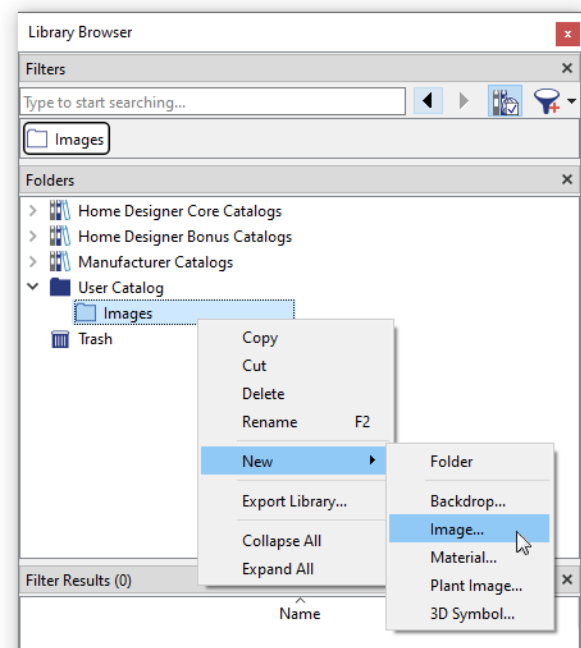 Library Browser
x
Filters
Type to start searching...
Images
Folders
Home Designer Core Catalogs
Home Designer Bonus Catalogs
Manufacturer Catalogs
User Catalog
Images
Trash
Copy
Cut
Delete
Rename F2
New
Export Library...
Collapse All
Expand All
Folder
Backdrop...
Image...
Material...
Plant Image...
3D Symbol...
Filter Results (0)
Name